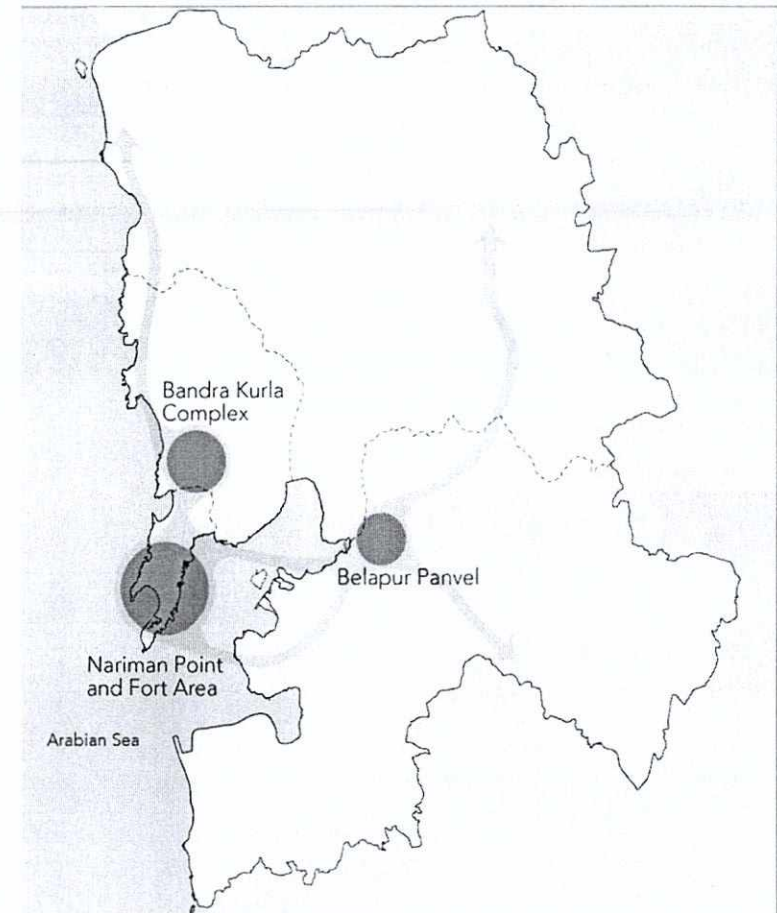 Bandra Kurla
Complex
Belapur Panvel
Nariman Point
and Fort Area
Arabian Sea